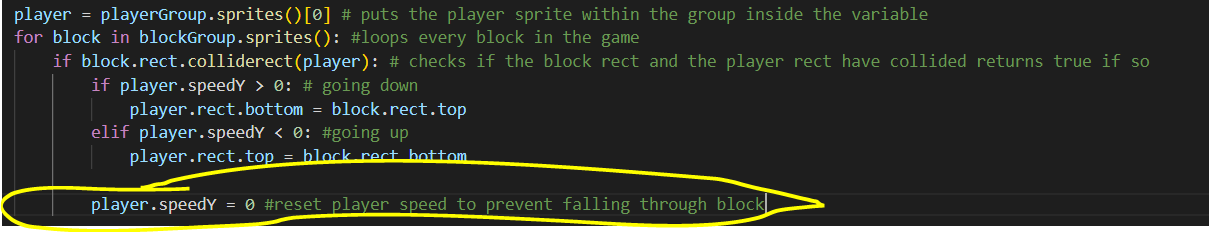 player = playerGroup.sprites()[0] # puts the player sprite within the group inside the variable
for block in blockGroup.sprites(): #loops every block in the game
    if block.rect.colliderect(player): # checks if the block rect and the player rect have collided returns true if so
        if player.speedY > 0: # going down
            player.rect.bottom = block.rect.top
        elif player.speedY < 0: #going up
            player.rect.top = block.rect.bottom
        player.speedY = 0 #reset player speed to prevent falling through block